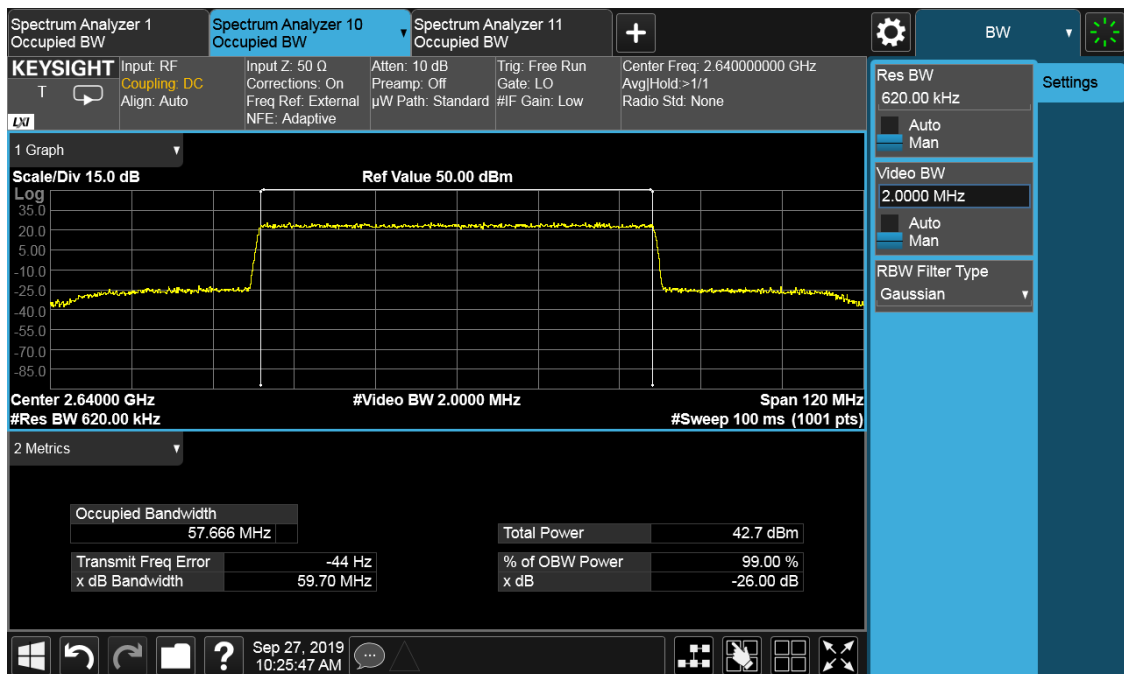 Spectrum Analyzer 1
Occupied BW
Spectrum Analyzer 10
Occupied BW
Spectrum Analyzer 11
Occupied BW
BW
KEYSIGHT
T
LXI
Input: RF
Coupling: DC
Align: Auto
Input Z: 50 Ω
Corrections: On
Freq Ref: External
NFE: Adaptive
Atten: 10 dB
Preamp: Off
µW Path: Standard
Trig: Free Run
Gate: LO
#IF Gain: Low
Center Freq: 2.640000000 GHz
Avg|Hold:>1/1
Radio Std: None
1 Graph
Scale/Div 15.0 dB
Ref Value 50.00 dBm
Log
35.0
20.0
5.00
-10.0
-25.0
-40.0
-55.0
-70.0
-85.0
Center 2.64000 GHz
#Video BW 2.0000 MHz
Span 120 MHz
#Res BW 620.00 kHz
#Sweep 100 ms (1001 pts)
2 Metrics
Occupied Bandwidth
57.666 MHz
Total Power 42.7 dBm
Transmit Freq Error -44 Hz
% of OBW Power 99.00 %
x dB Bandwidth 59.70 MHz
x dB -26.00 dB
Res BW
620.00 kHz
Auto
Man
Video BW
2.0000 MHz
Auto
Man
RBW Filter Type
Gaussian
Settings
?
Sep 27, 2019
10:25:47 AM